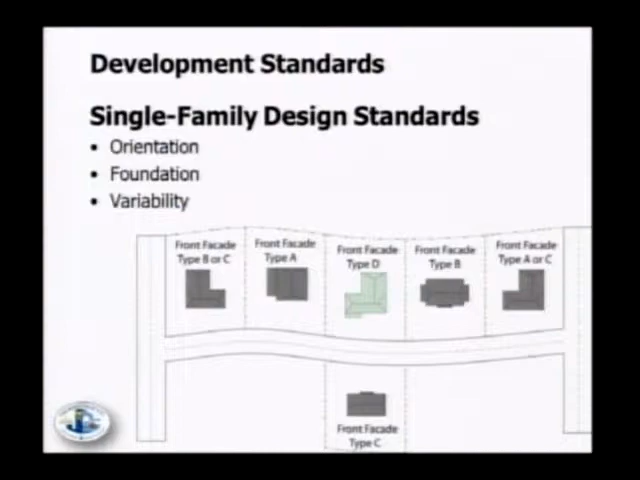 Development Standards
Single-Family Design Standards
• Orientation
• Foundation
• Variability
Front Facade
Type B or C
Front Facade
Type A
Front Facade
Type D
Front Facade
Type B
Front Facade
Type A or C
Front Facade
Type C